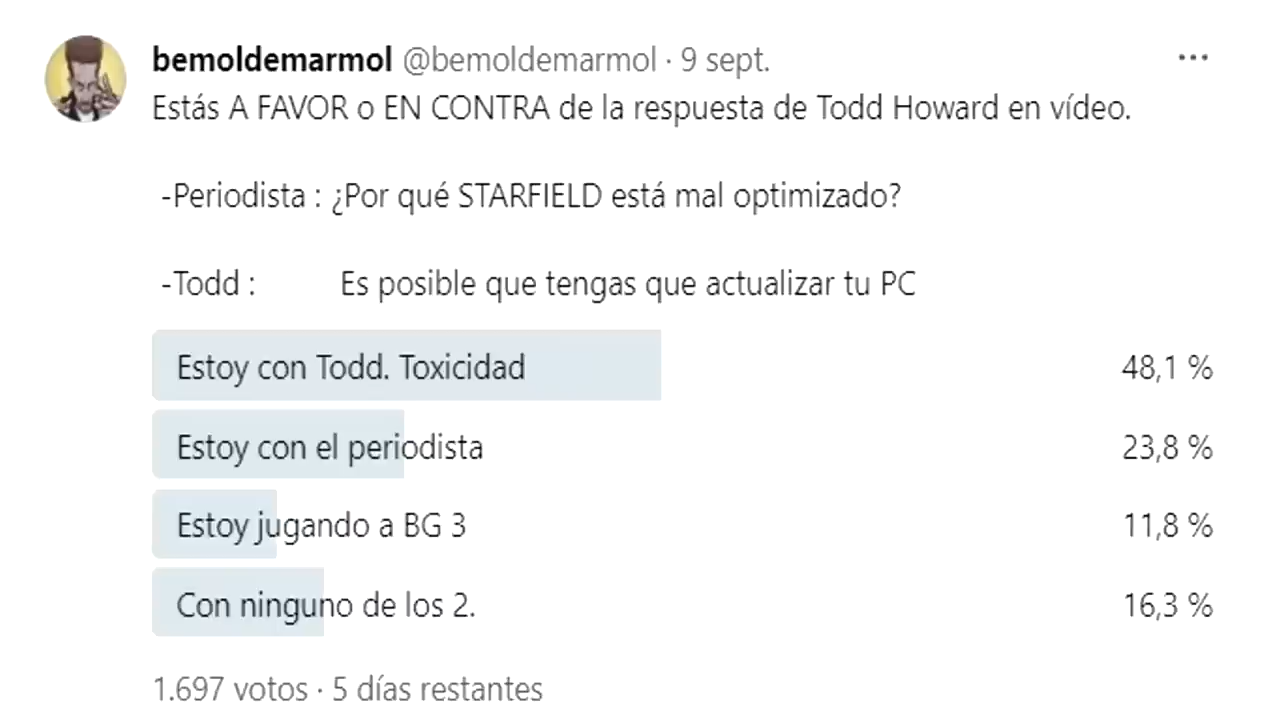 bemoldemarmol @bemoldemarmol · 9 sept.
Estás A FAVOR o EN CONTRA de la respuesta de Todd Howard en vídeo.
-Periodista : ¿Por qué STARFIELD está mal optimizado?
-Todd : Es posible que tengas que actualizar tu PC
Estoy con Todd. Toxicidad 48,1 %
Estoy con el periodista 23,8 %
Estoy jugando a BG 3 11,8 %
Con ninguno de los 2. 16,3 %
1.697 votos · 5 días restantes